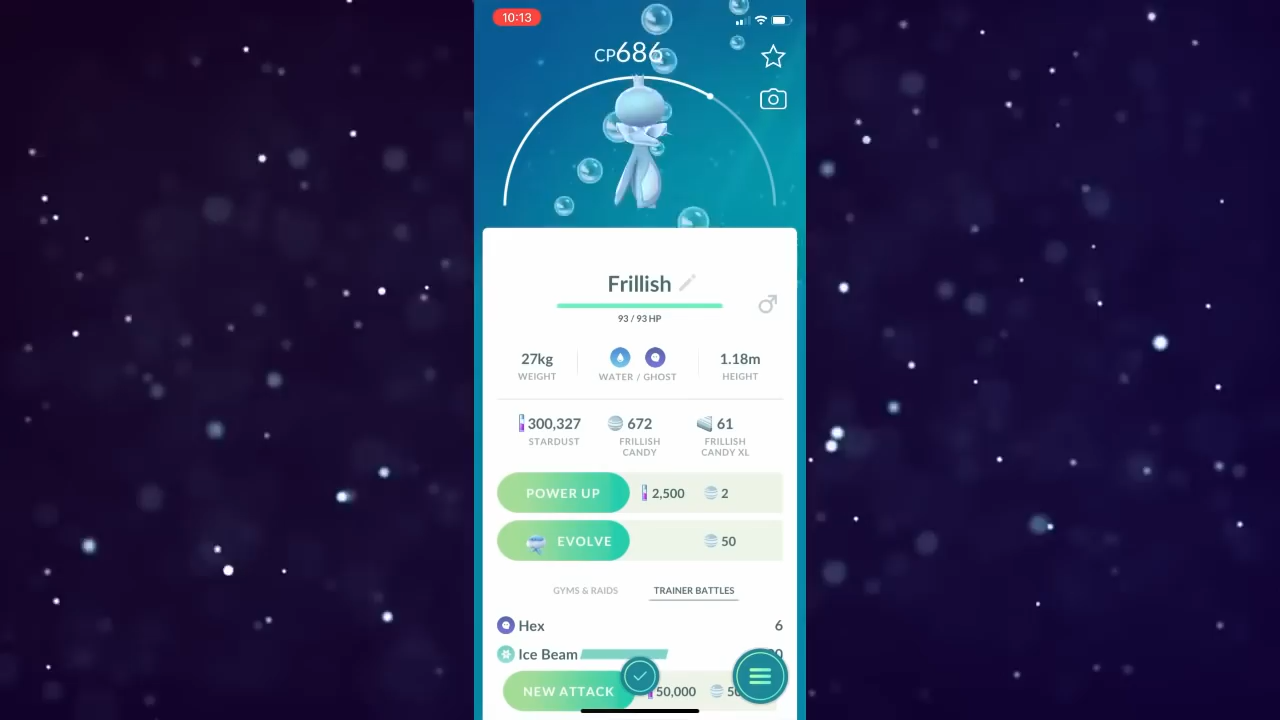 10:13
CP686
Frillish
93 / 93 HP
27kg
WEIGHT
WATER / GHOST
1.18m
HEIGHT
300,327
STARDUST
672
FRILLISH
CANDY
61
FRILLISH
CANDY XL
POWER UP 2,500 2
EVOLVE 50
GYMS & RAIDS TRAINER BATTLES
Hex 6
Ice Beam
NEW ATTACK 50,000